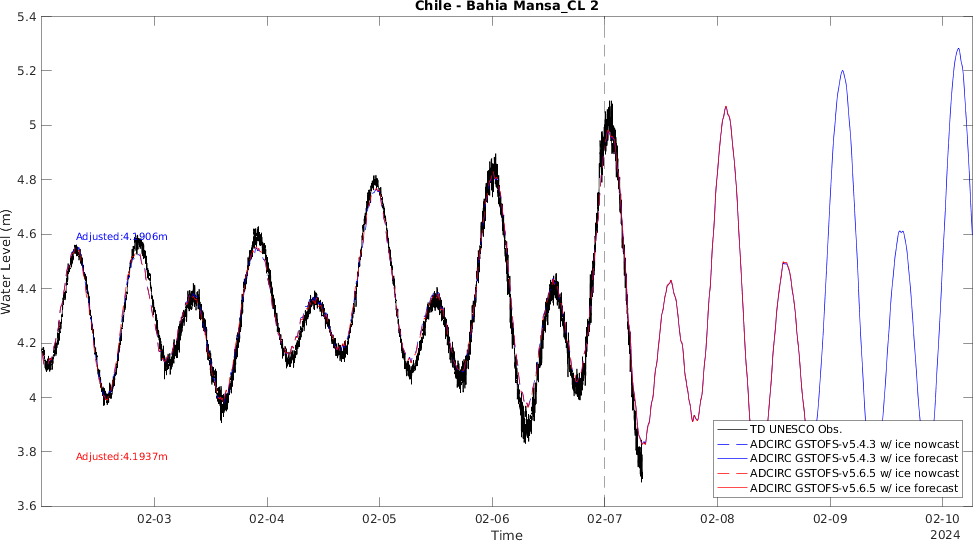 Chile - Bahia Mansa_CL 2
5.4
5.2
5
4.8
4.6
4.4
4.2
4
3.8
3.6
Water Level (m)
Adjusted:4.1906m
Adjusted:4.1937m
TD UNESCO Obs.
ADCIRC GSTOFS-v5.4.3 w/ ice nowcast
ADCIRC GSTOFS-v5.4.3 w/ ice forecast
ADCIRC GSTOFS-v5.6.5 w/ ice nowcast
ADCIRC GSTOFS-v5.6.5 w/ ice forecast
02-03 02-04 02-05 02-06 02-07 02-08 02-09 02-10
Time
2024